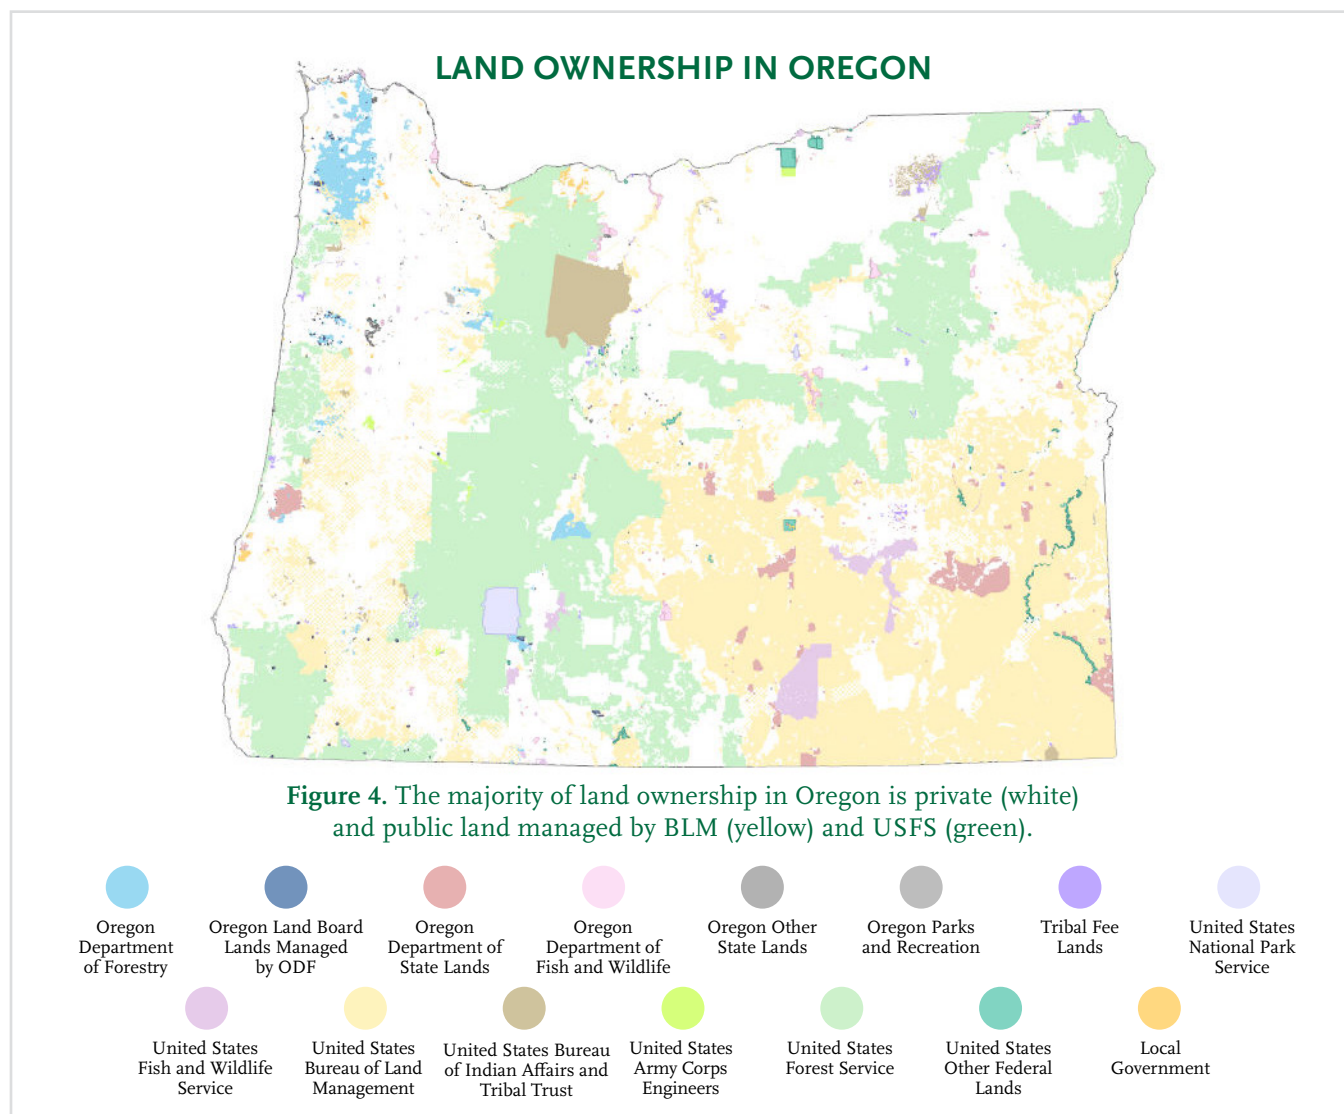 LAND OWNERSHIP IN OREGON
Figure 4. The majority of land ownership in Oregon is private (white)
and public land managed by BLM (yellow) and USFS (green).
Oregon
Department
of Forestry
Oregon Land Board
Lands Managed
by ODF
Oregon
Department of
State Lands
Oregon
Department of
Fish and Wildlife
Oregon Other
State Lands
Oregon Parks
and Recreation
Tribal Fee
Lands
United States
National Park
Service
United States
Fish and Wildlife
Service
United States
Bureau of Land
Management
United States Bureau
of Indian Affairs and
Tribal Trust
United States
Army Corps
Engineers
United States
Forest Service
United States
Other Federal
Lands
Local
Government